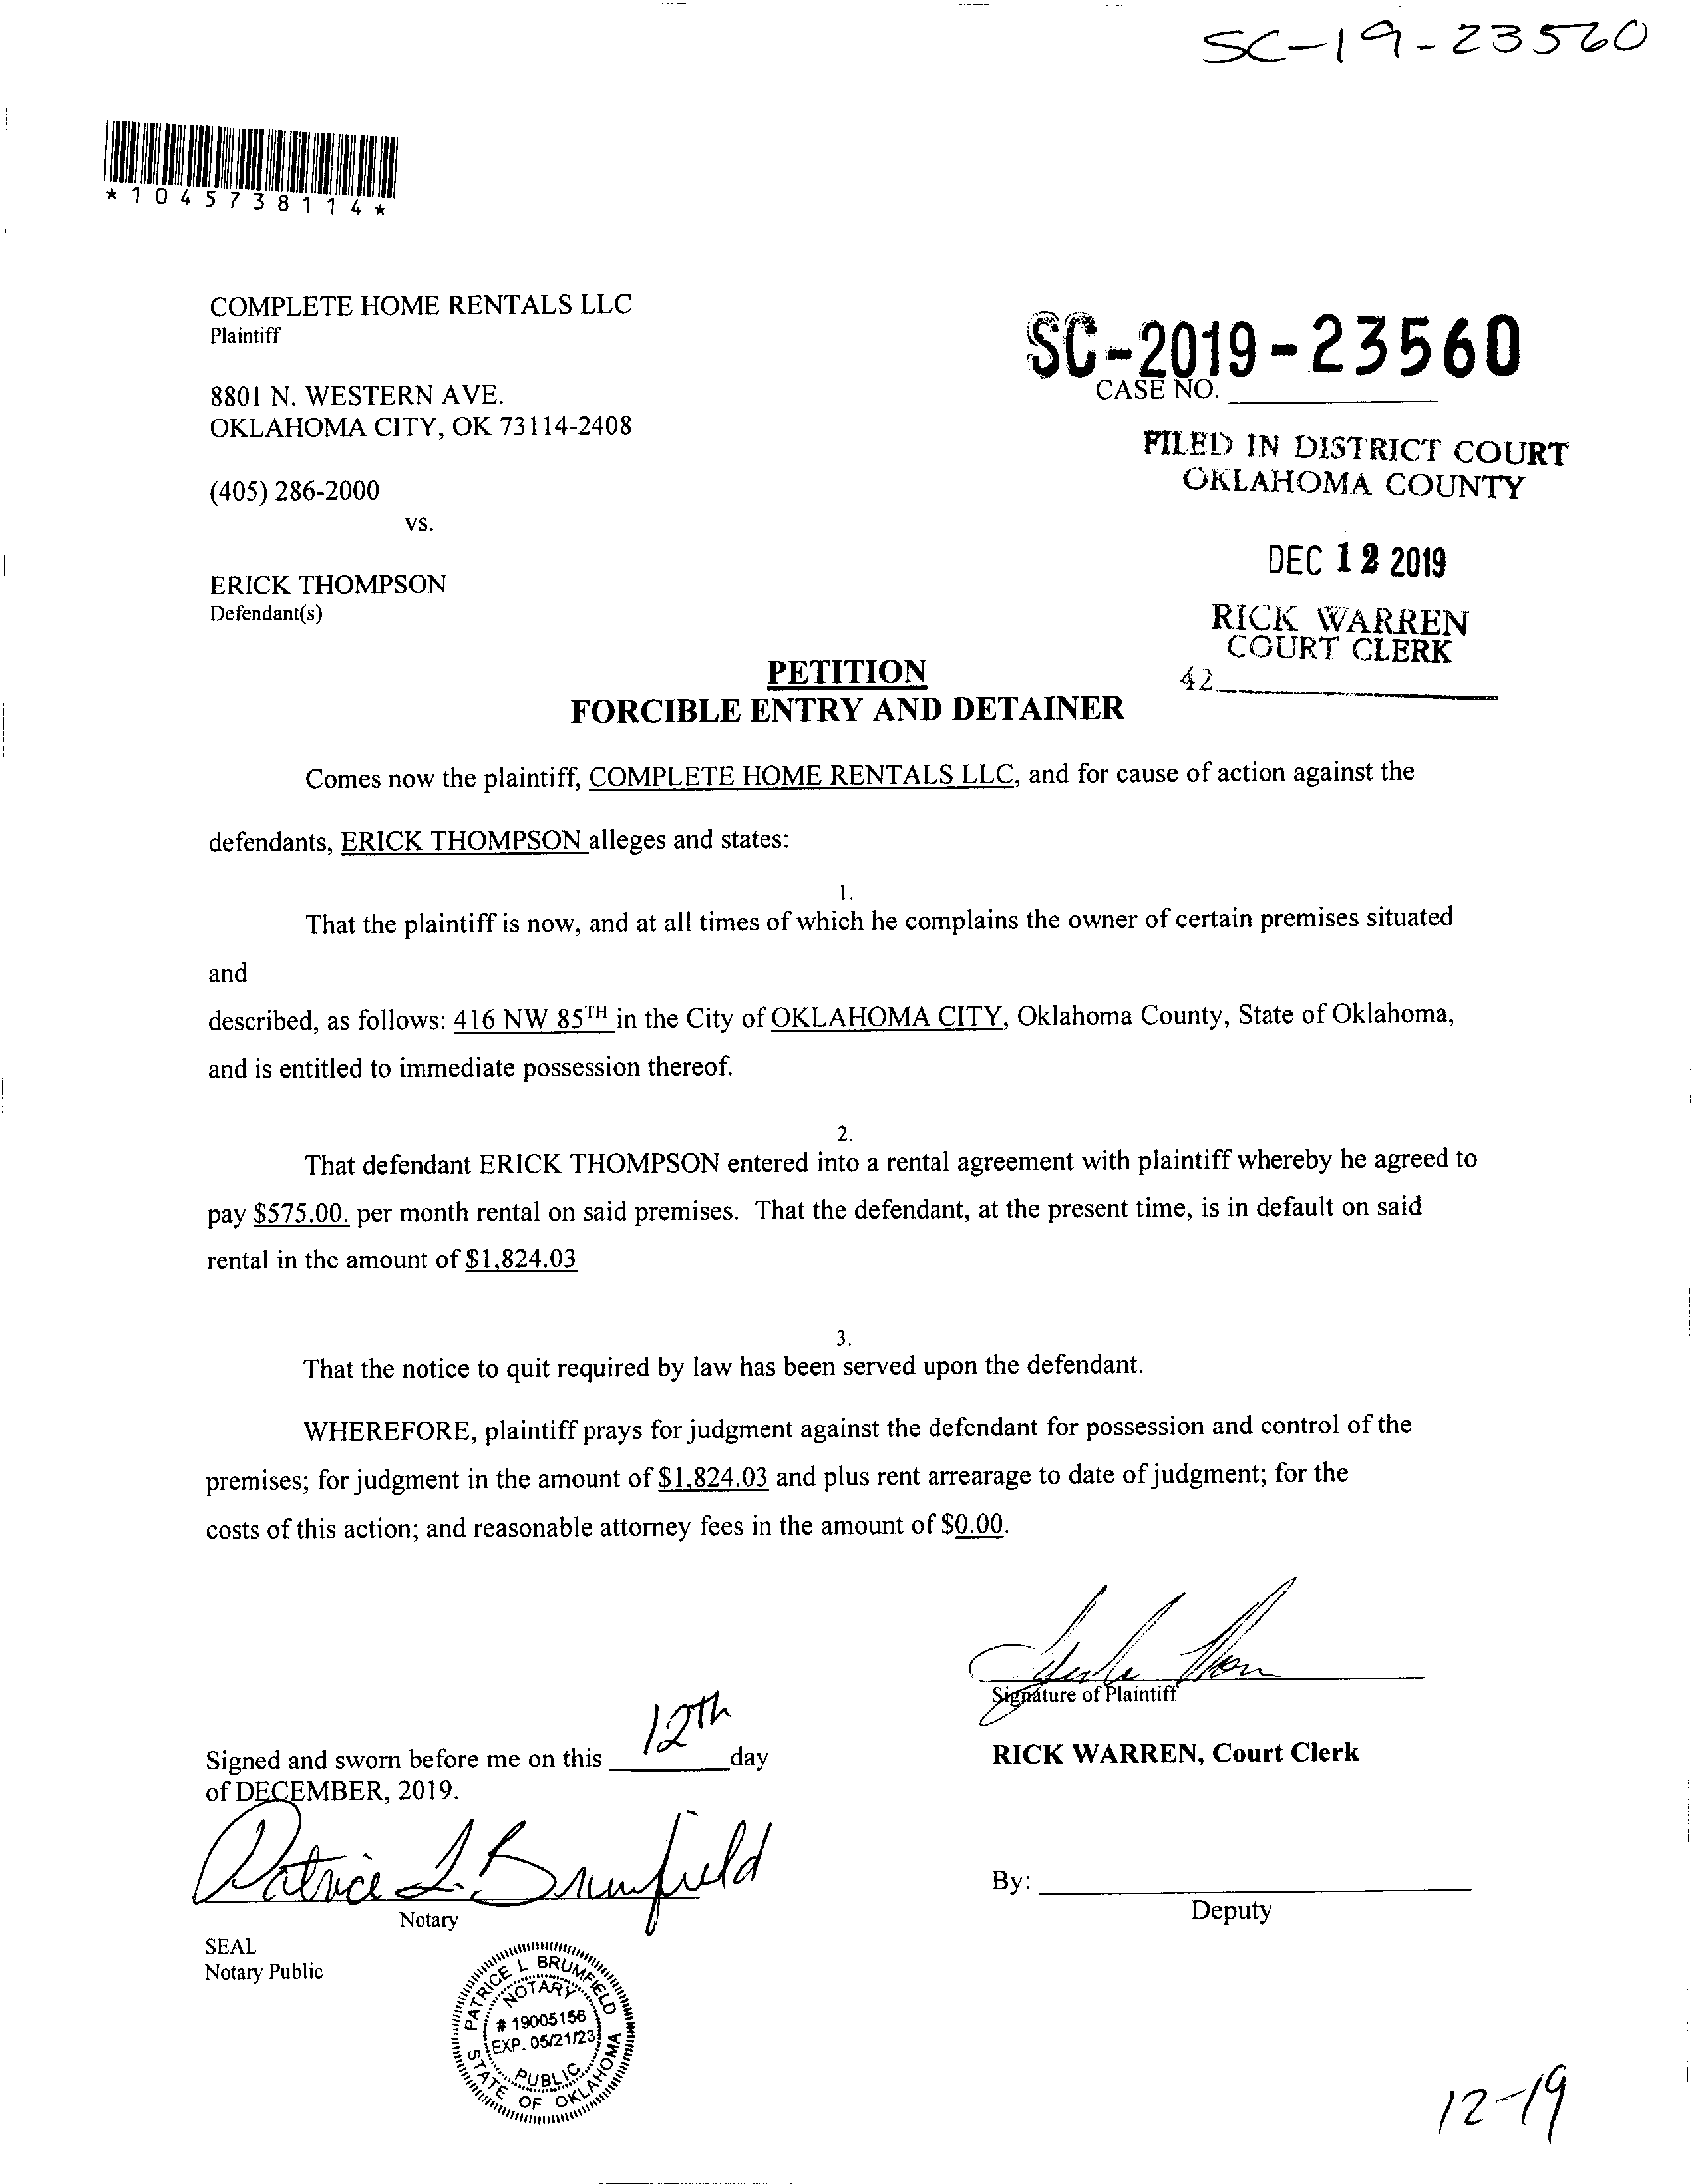 SC-19-23560
*1045738114*
COMPLETE HOME RENTALS LLC
Plaintiff
SC-2019-23560
CASE NO.
8801 N. WESTERN AVE.
OKLAHOMA CITY, OK 73114-2408
FILED IN DISTRICT COURT
OKLAHOMA COUNTY
(405) 286-2000
vs.
DEC 12 2019
ERICK THOMPSON
Defendant(s)
RICK WARREN
COURT CLERK
42
PETITION
FORCIBLE ENTRY AND DETAINER
Comes now the plaintiff, COMPLETE HOME RENTALS LLC, and for cause of action against the
defendants, ERICK THOMPSON alleges and states:
1.
That the plaintiff is now, and at all times of which he complains the owner of certain premises situated
and
described, as follows: 416 NW 85TH in the City of OKLAHOMA CITY, Oklahoma County, State of Oklahoma,
and is entitled to immediate possession thereof.
2.
That defendant ERICK THOMPSON entered into a rental agreement with plaintiff whereby he agreed to
pay $575.00. per month rental on said premises. That the defendant, at the present time, is in default on said
rental in the amount of $1,824.03
3.
That the notice to quit required by law has been served upon the defendant.
WHEREFORE, plaintiff prays for judgment against the defendant for possession and control of the
premises; for judgment in the amount of $1,824.03 and plus rent arrearage to date of judgment; for the
costs of this action; and reasonable attorney fees in the amount of $0.00.
Signature of Plaintiff
Signed and sworn before me on this 12th day
of DECEMBER, 2019.
RICK WARREN, Court Clerk
Patrice L. Brumfield
Notary
By:
Deputy
SEAL
Notary Public
PATRICE L BRUMFIELD
NOTARY
# 19005156
EXP. 05/21/23
PUBLIC
STATE OF OKLAHOMA
12-19